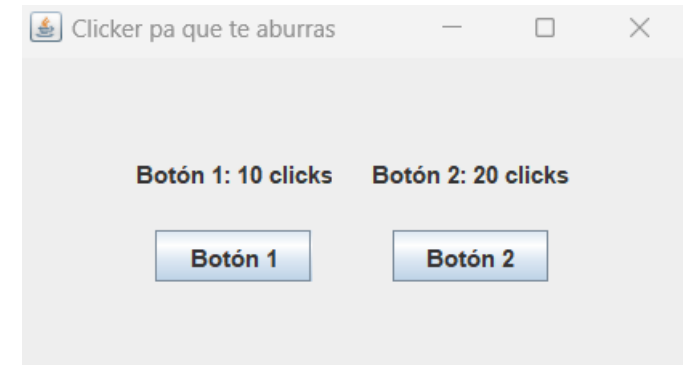 Clicker pa que te aburras
Botón 1: 10 clicks Botón 2: 20 clicks
Botón 1 Botón 2